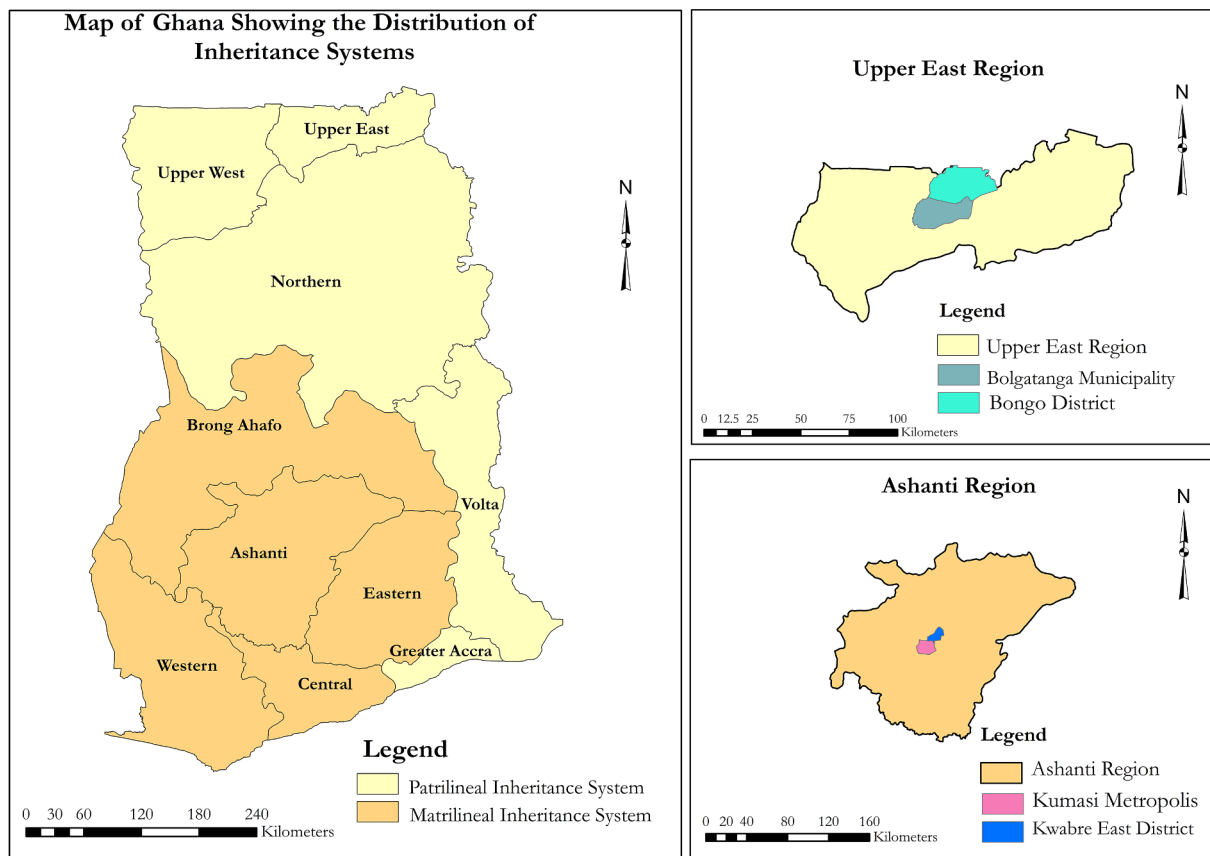 Map of Ghana Showing the Distribution of
Inheritance Systems
Upper East
Upper West
N
Northern
Brong Ahafo
Volta
Ashanti
Eastern
Greater Accra
Western
Central
Legend
Patrilineal Inheritance System
Matrilineal Inheritance System
0 30 60 120 180 240
Kilometers
Upper East Region
N
Legend
Upper East Region
Bolgatanga Municipality
Bongo District
0 12.5 25 50 75 100
Kilometers
Ashanti Region
N
Legend
Ashanti Region
Kumasi Metropolis
Kwabre East District
0 20 40 80 120 160
Kilometers